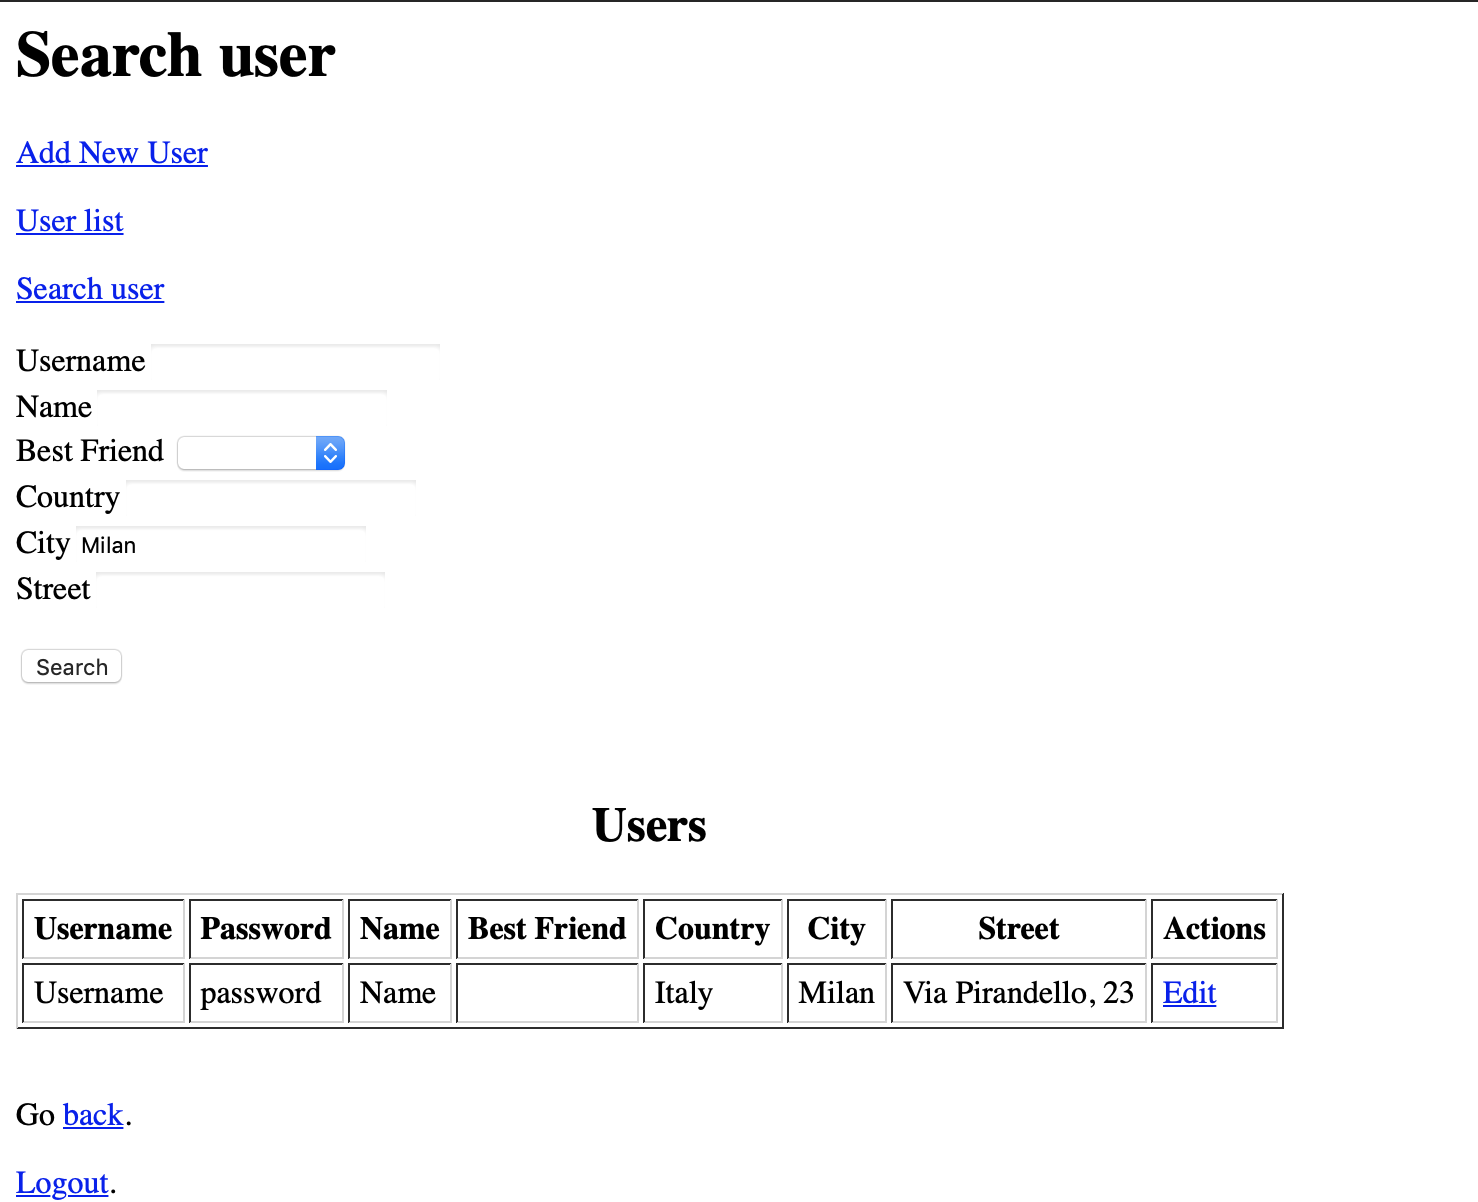 Search user
Add New User
User list
Search user
Username
Name
Best Friend
Country
City Milan
Street
Search
Users
Username Password Name Best Friend Country City Street Actions
Username password Name Italy Milan Via Pirandello, 23 Edit
Go back.
Logout.